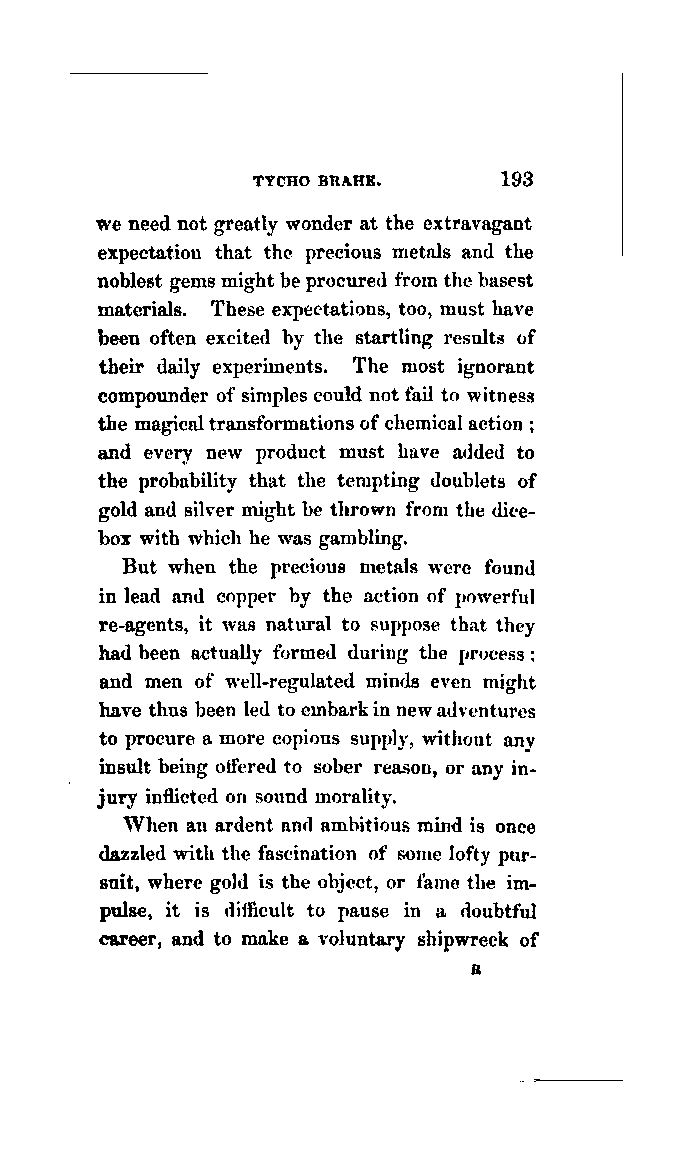 TYCHO BRAHE. 193
we need not greatly wonder at the extravagant
expectation that the precious metals and the
noblest gems might be procured from the basest
materials. These expectations, too, must have
been often excited by the startling results of
their daily experiments. The most ignorant
compounder of simples could not fail to witness
the magical transformations of chemical action ;
and every new product must have added to
the probability that the tempting doublets of
gold and silver might be thrown from the dice-
box with which he was gambling.
But when the precious metals were found
in lead and copper by the action of powerful
re-agents, it was natural to suppose that they
had been actually formed during the process ;
and men of well-regulated minds even might
have thus been led to embark in new adventures
to procure a more copious supply, without any
insult being offered to sober reason, or any in-
jury inflicted on sound morality.
When an ardent and ambitious mind is once
dazzled with the fascination of some lofty pur-
suit, where gold is the object, or fame the im-
pulse, it is difficult to pause in a doubtful
career, and to make a voluntary shipwreck of
R